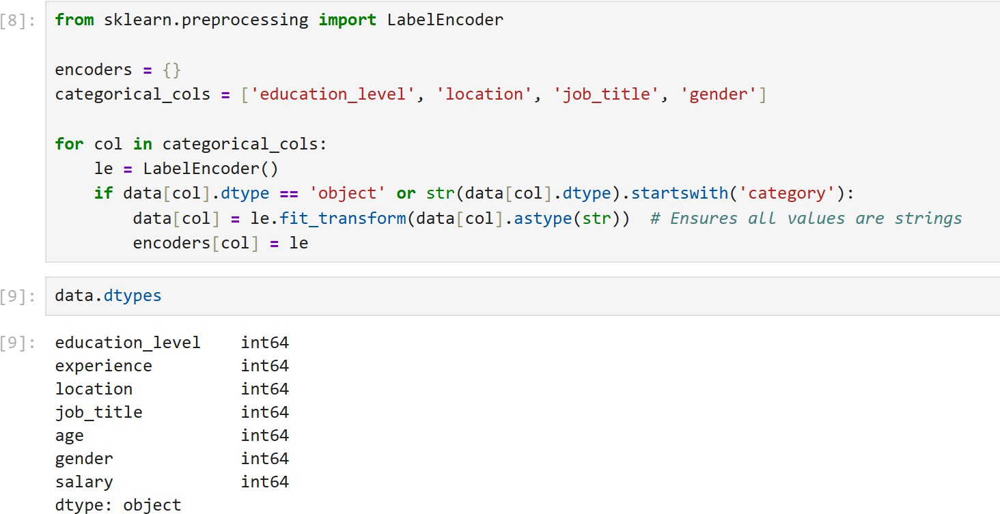 [8]: from sklearn.preprocessing import LabelEncoder
encoders = {}
categorical_cols = ['education_level', 'location', 'job_title', 'gender']
for col in categorical_cols:
    le = LabelEncoder()
    if data[col].dtype == 'object' or str(data[col].dtype).startswith('category'):
        data[col] = le.fit_transform(data[col].astype(str))  # Ensures all values are strings
        encoders[col] = le
[9]: data.dtypes
[9]: education_level    int64
experience         int64
location           int64
job_title          int64
age                int64
gender             int64
salary             int64
dtype: object